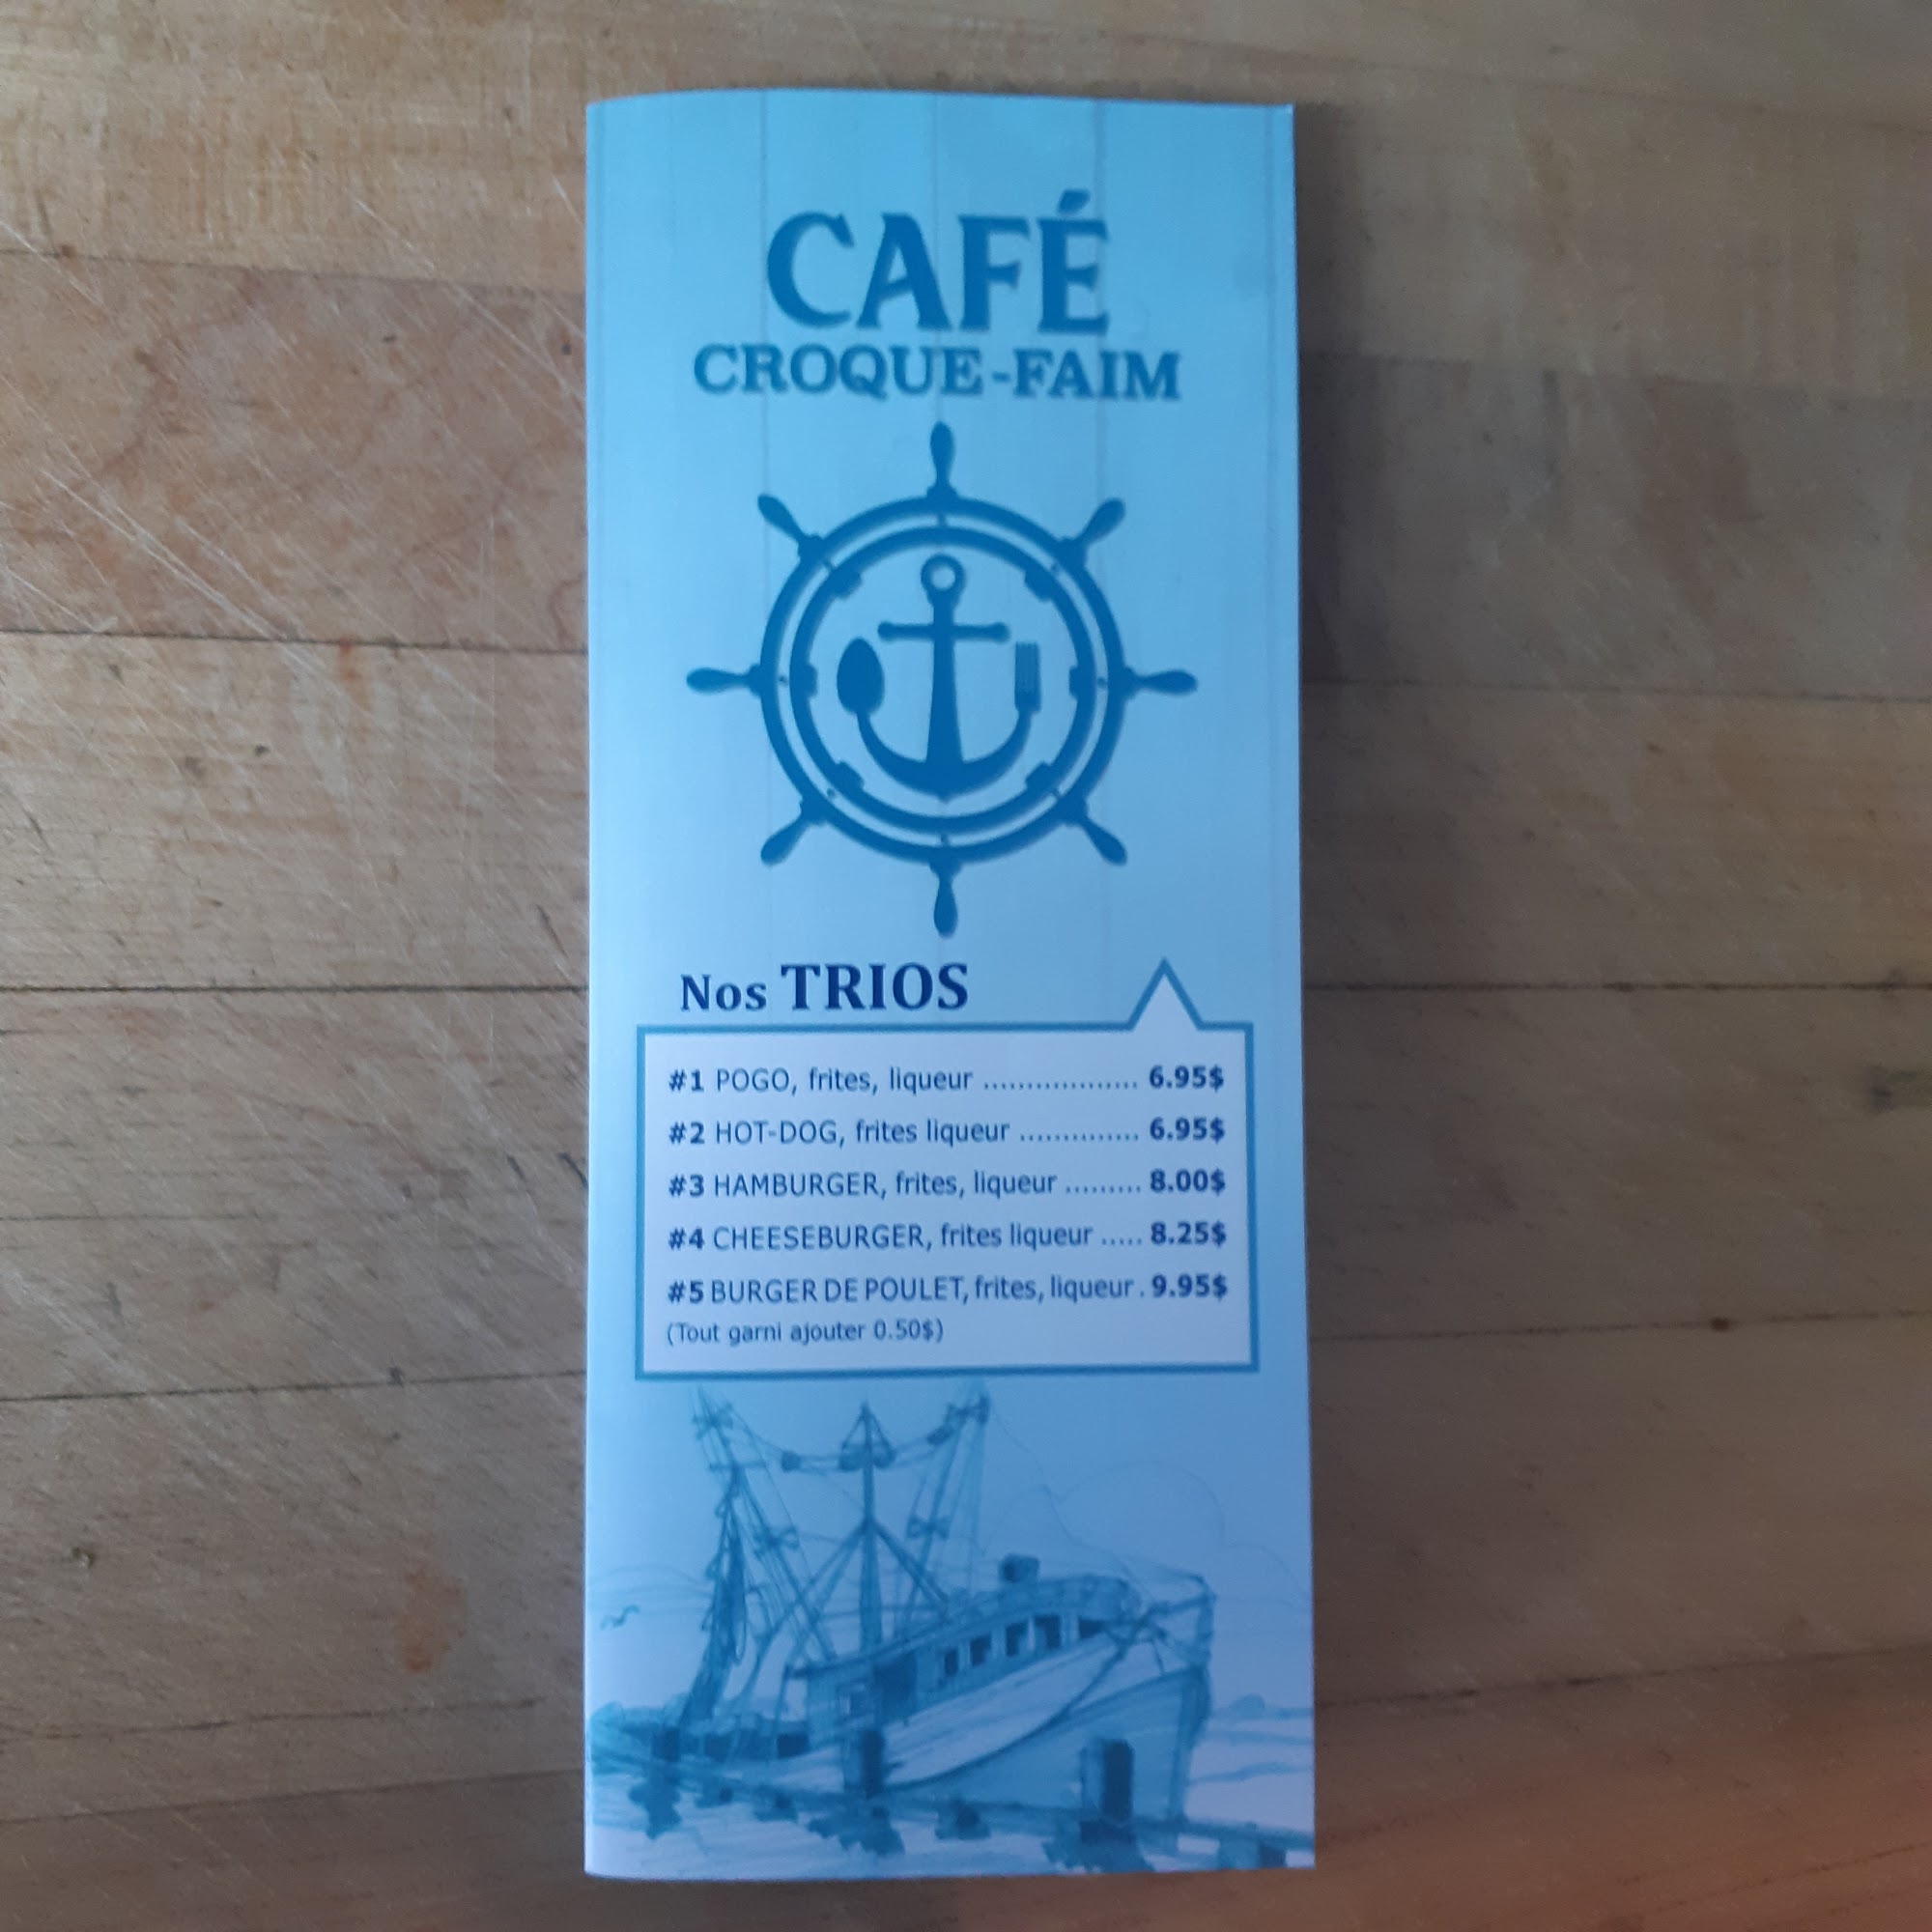 CAFÉ
CROQUE-FAIM
Nos TRIOS
#1 POGO, frites, liqueur .................. 6.95$
#2 HOT-DOG, frites liqueur .............. 6.95$
#3 HAMBURGER, frites, liqueur ......... 8.00$
#4 CHEESEBURGER, frites liqueur ..... 8.25$
#5 BURGER DE POULET, frites, liqueur . 9.95$
(Tout garni ajouter 0.50$)